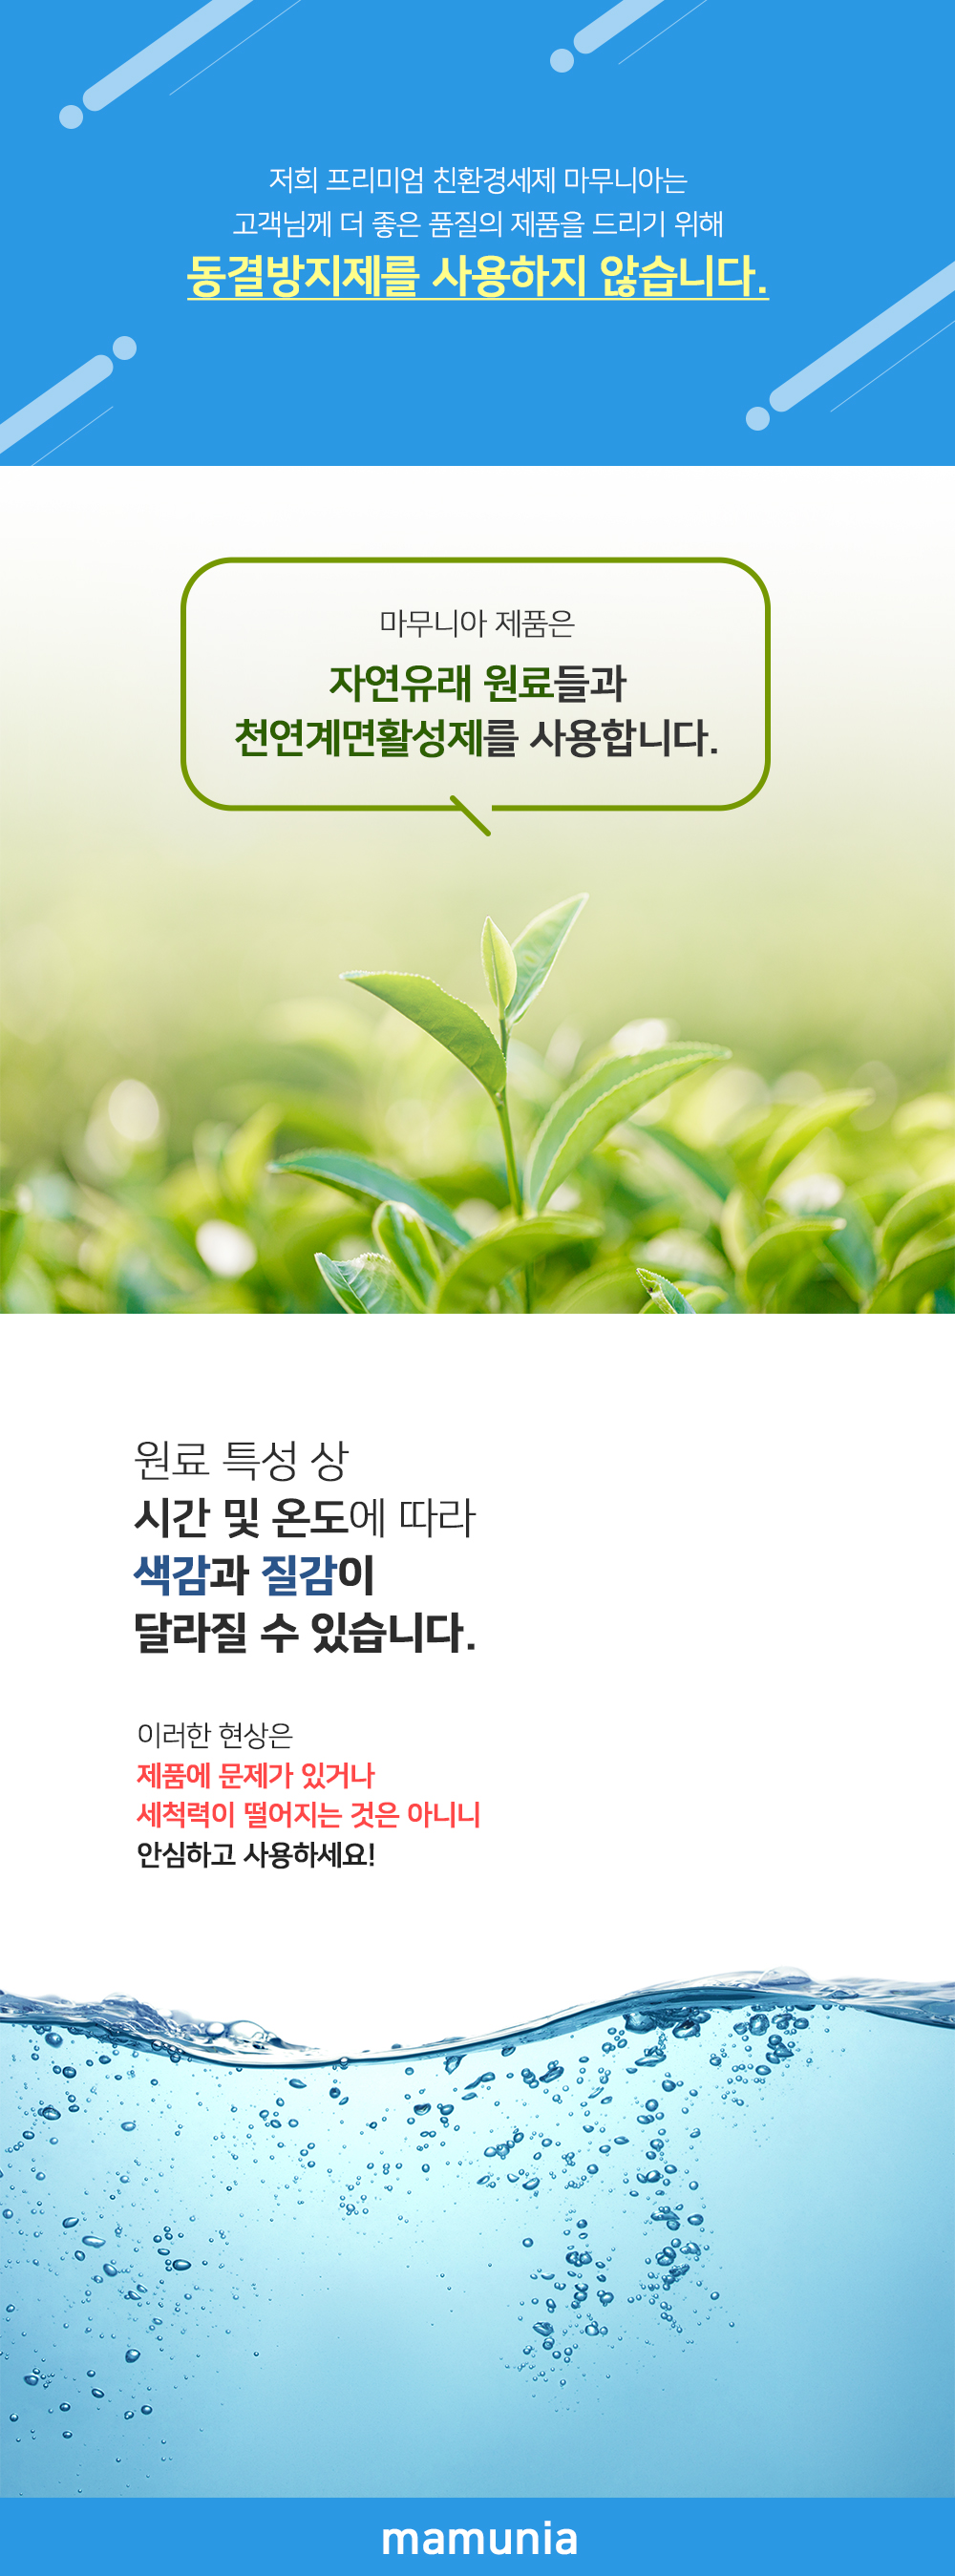 저희 프리미엄 친환경세제 마무니아는
고객님께 더 좋은 품질의 제품을 드리기 위해
동결방지제를 사용하지 않습니다.
마무니아 제품은
자연유래 원료들과
천연계면활성제를 사용합니다.
원료 특성 상
시간 및 온도에 따라
색감과 질감이
달라질 수 있습니다.
이러한 현상은
제품에 문제가 있거나
세척력이 떨어지는 것은 아니니
안심하고 사용하세요!
mamunia